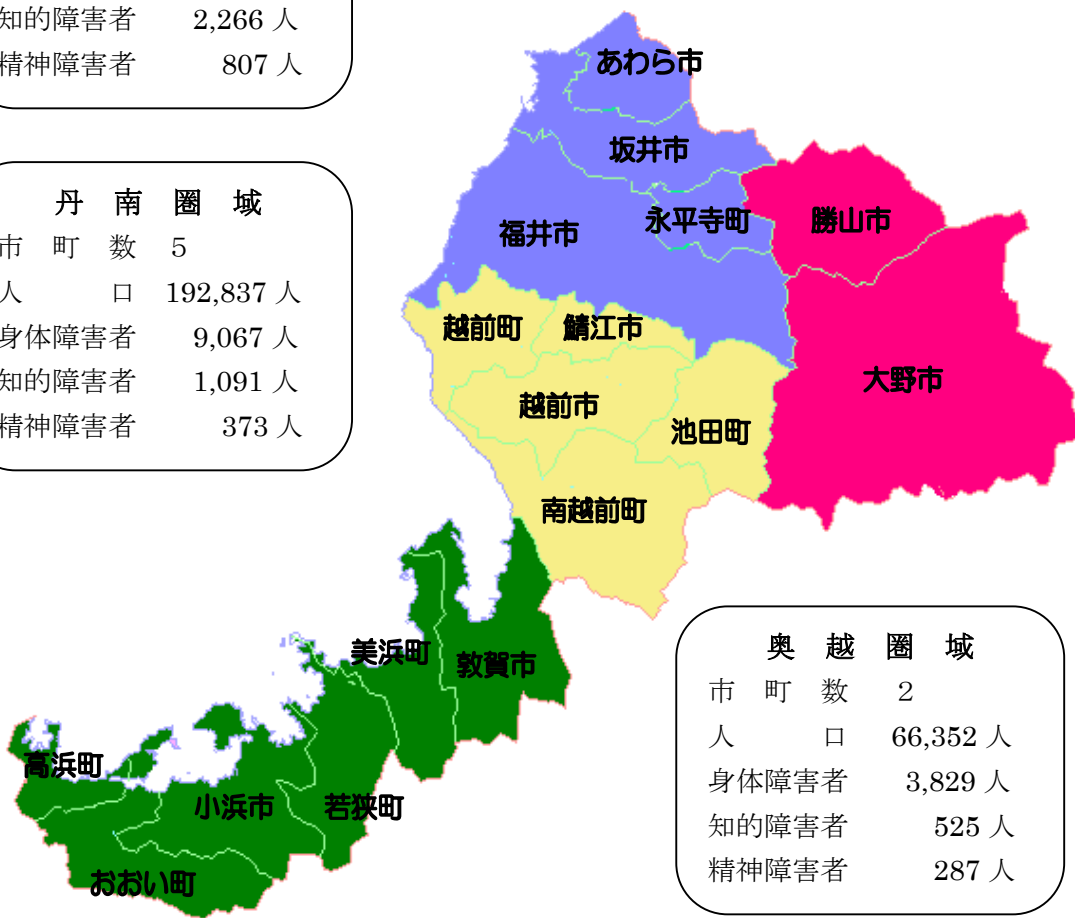 知的障害者 2,266 人
精神障害者 807 人
丹 南 圏 域
市 町 数 5
人 口 192,837 人
身体障害者 9,067 人
知的障害者 1,091 人
精神障害者 373 人
あわら市
坂井市
永平寺町
勝山市
福井市
越前町
鯖江市
大野市
越前市
池田町
南越前町
美浜町
敦賀市
高浜町
小浜市
若狭町
おおい町
奥 越 圏 域
市 町 数 2
人 口 66,352 人
身体障害者 3,829 人
知的障害者 525 人
精神障害者 287 人